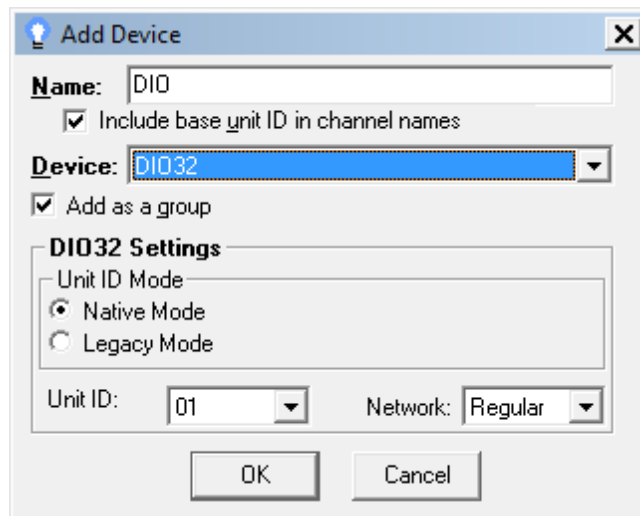 Add Device
Name: DIO
Include base unit ID in channel names
Device: DIO32
Add as a group
DIO32 Settings
Unit ID Mode
Native Mode
Legacy Mode
Unit ID: 01 Network: Regular
OK Cancel